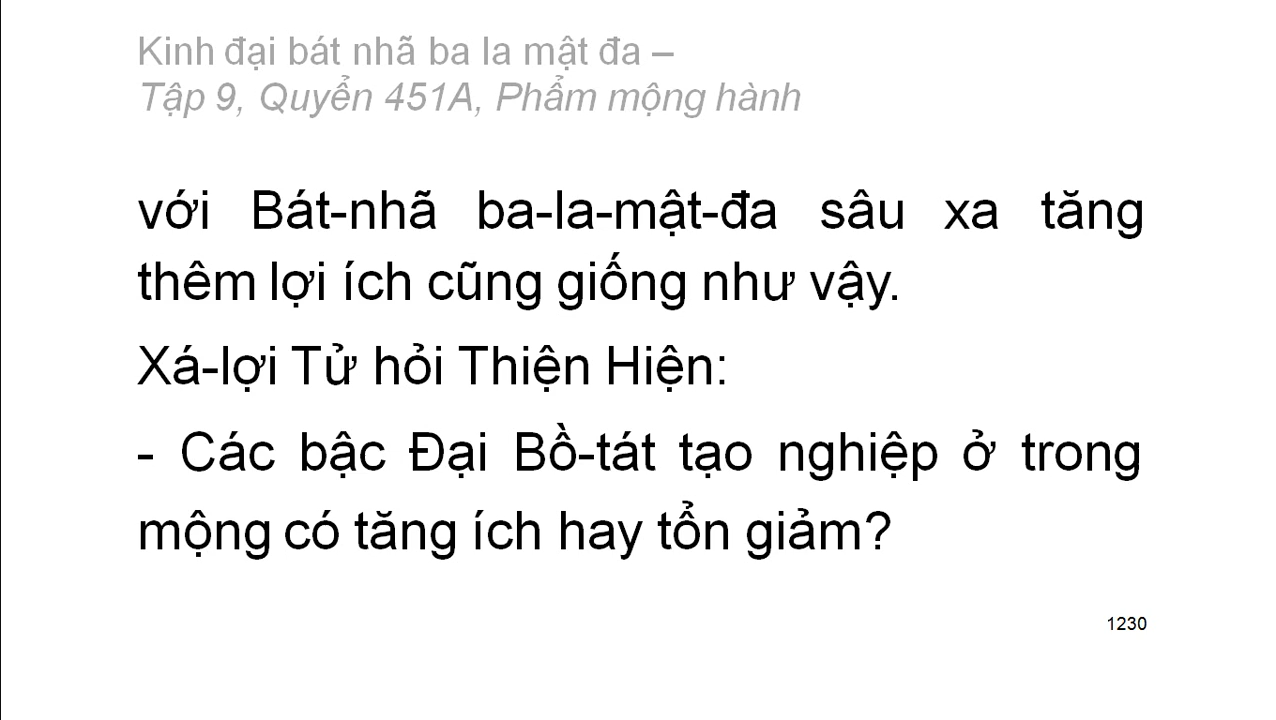 Kinh đại bát nhã ba la mật đa –
Tập 9, Quyển 451A, Phẩm mộng hành
với Bát-nhã ba-la-mật-đa sâu xa tăng
thêm lợi ích cũng giống như vậy.
Xá-lợi Tử hỏi Thiện Hiện:
- Các bậc Đại Bồ-tát tạo nghiệp ở trong
mộng có tăng ích hay tổn giảm?
1230